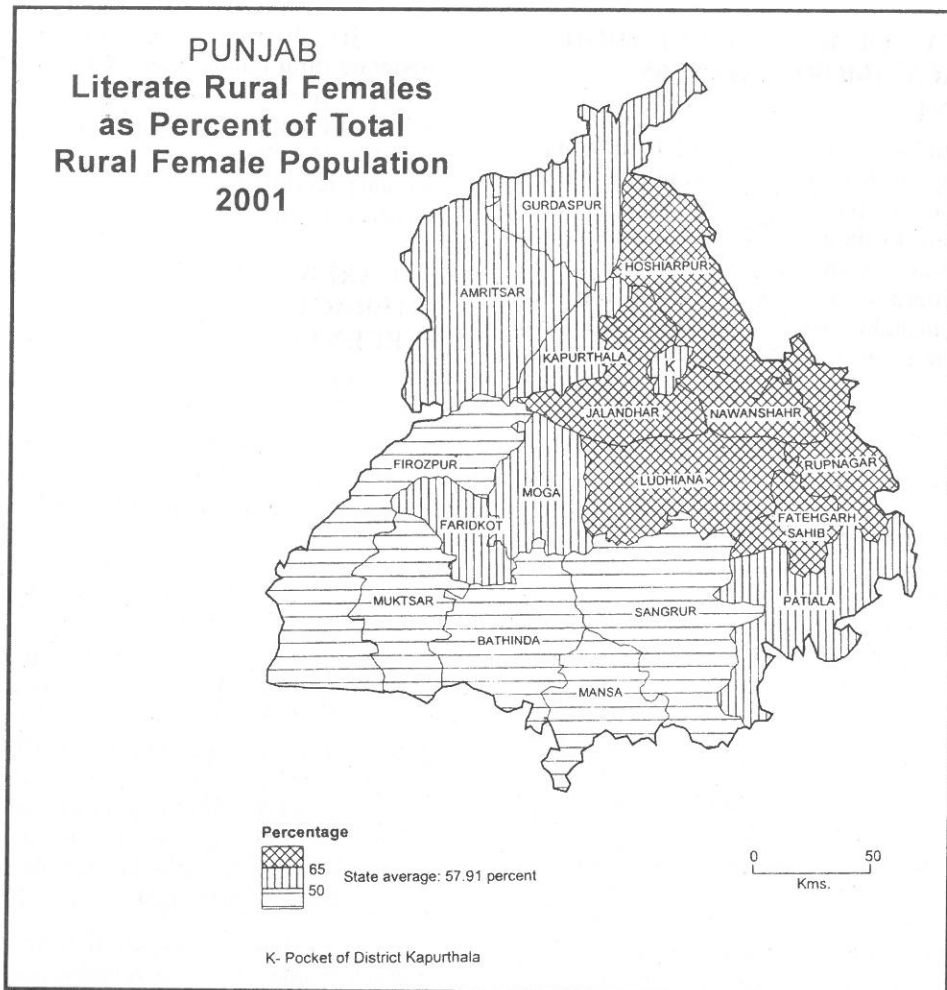 PUNJAB
Literate Rural Females
as Percent of Total
Rural Female Population
2001
GURDASPUR
HOSHIARPUR
AMRITSAR
KAPURTHALA
K
JALANDHAR
NAWANSHAHR
FIROZPUR
RUPNAGAR
LUDHIANA
MOGA
FARIDKOT
FATEHGARH
SAHIB
MUKTSAR
PATIALA
SANGRUR
BATHINDA
MANSA
Percentage
65
50
State average: 57.91 percent
0 50
Kms.
K- Pocket of District Kapurthala